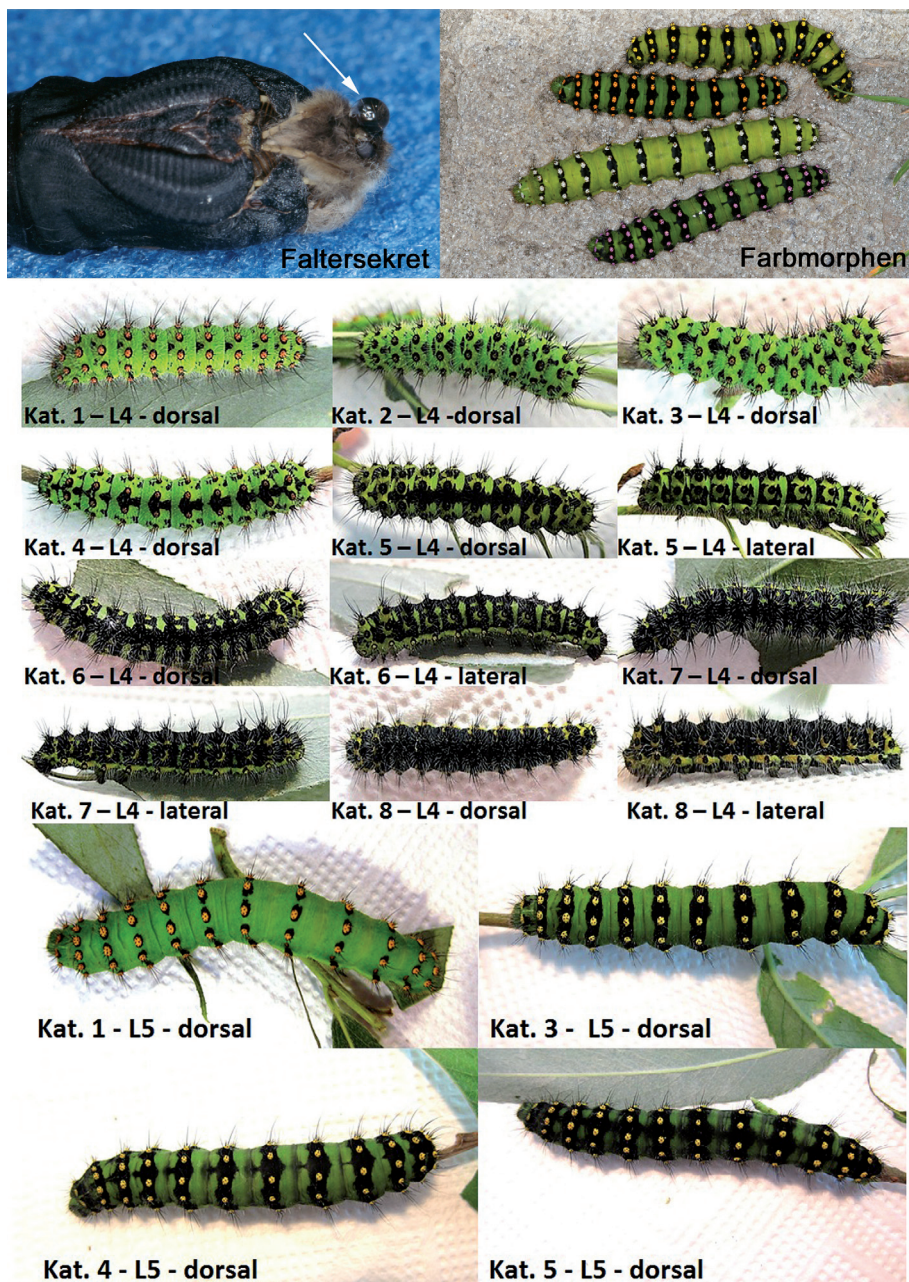 Faltersekret
Farbmorphen
Kat. 1 – L4 - dorsal
Kat. 2 – L4 -dorsal
Kat. 3 – L4 - dorsal
Kat. 4 – L4 - dorsal
Kat. 5 – L4 - dorsal
Kat. 5 – L4 - lateral
Kat. 6 – L4 - dorsal
Kat. 6 – L4 - lateral
Kat. 7 – L4 - dorsal
Kat. 7 – L4 - lateral
Kat. 8 – L4 - dorsal
Kat. 8 – L4 - lateral
Kat. 1 - L5 - dorsal
Kat. 3 - L5 - dorsal
Kat. 4 - L5 - dorsal
Kat. 5 - L5 - dorsal